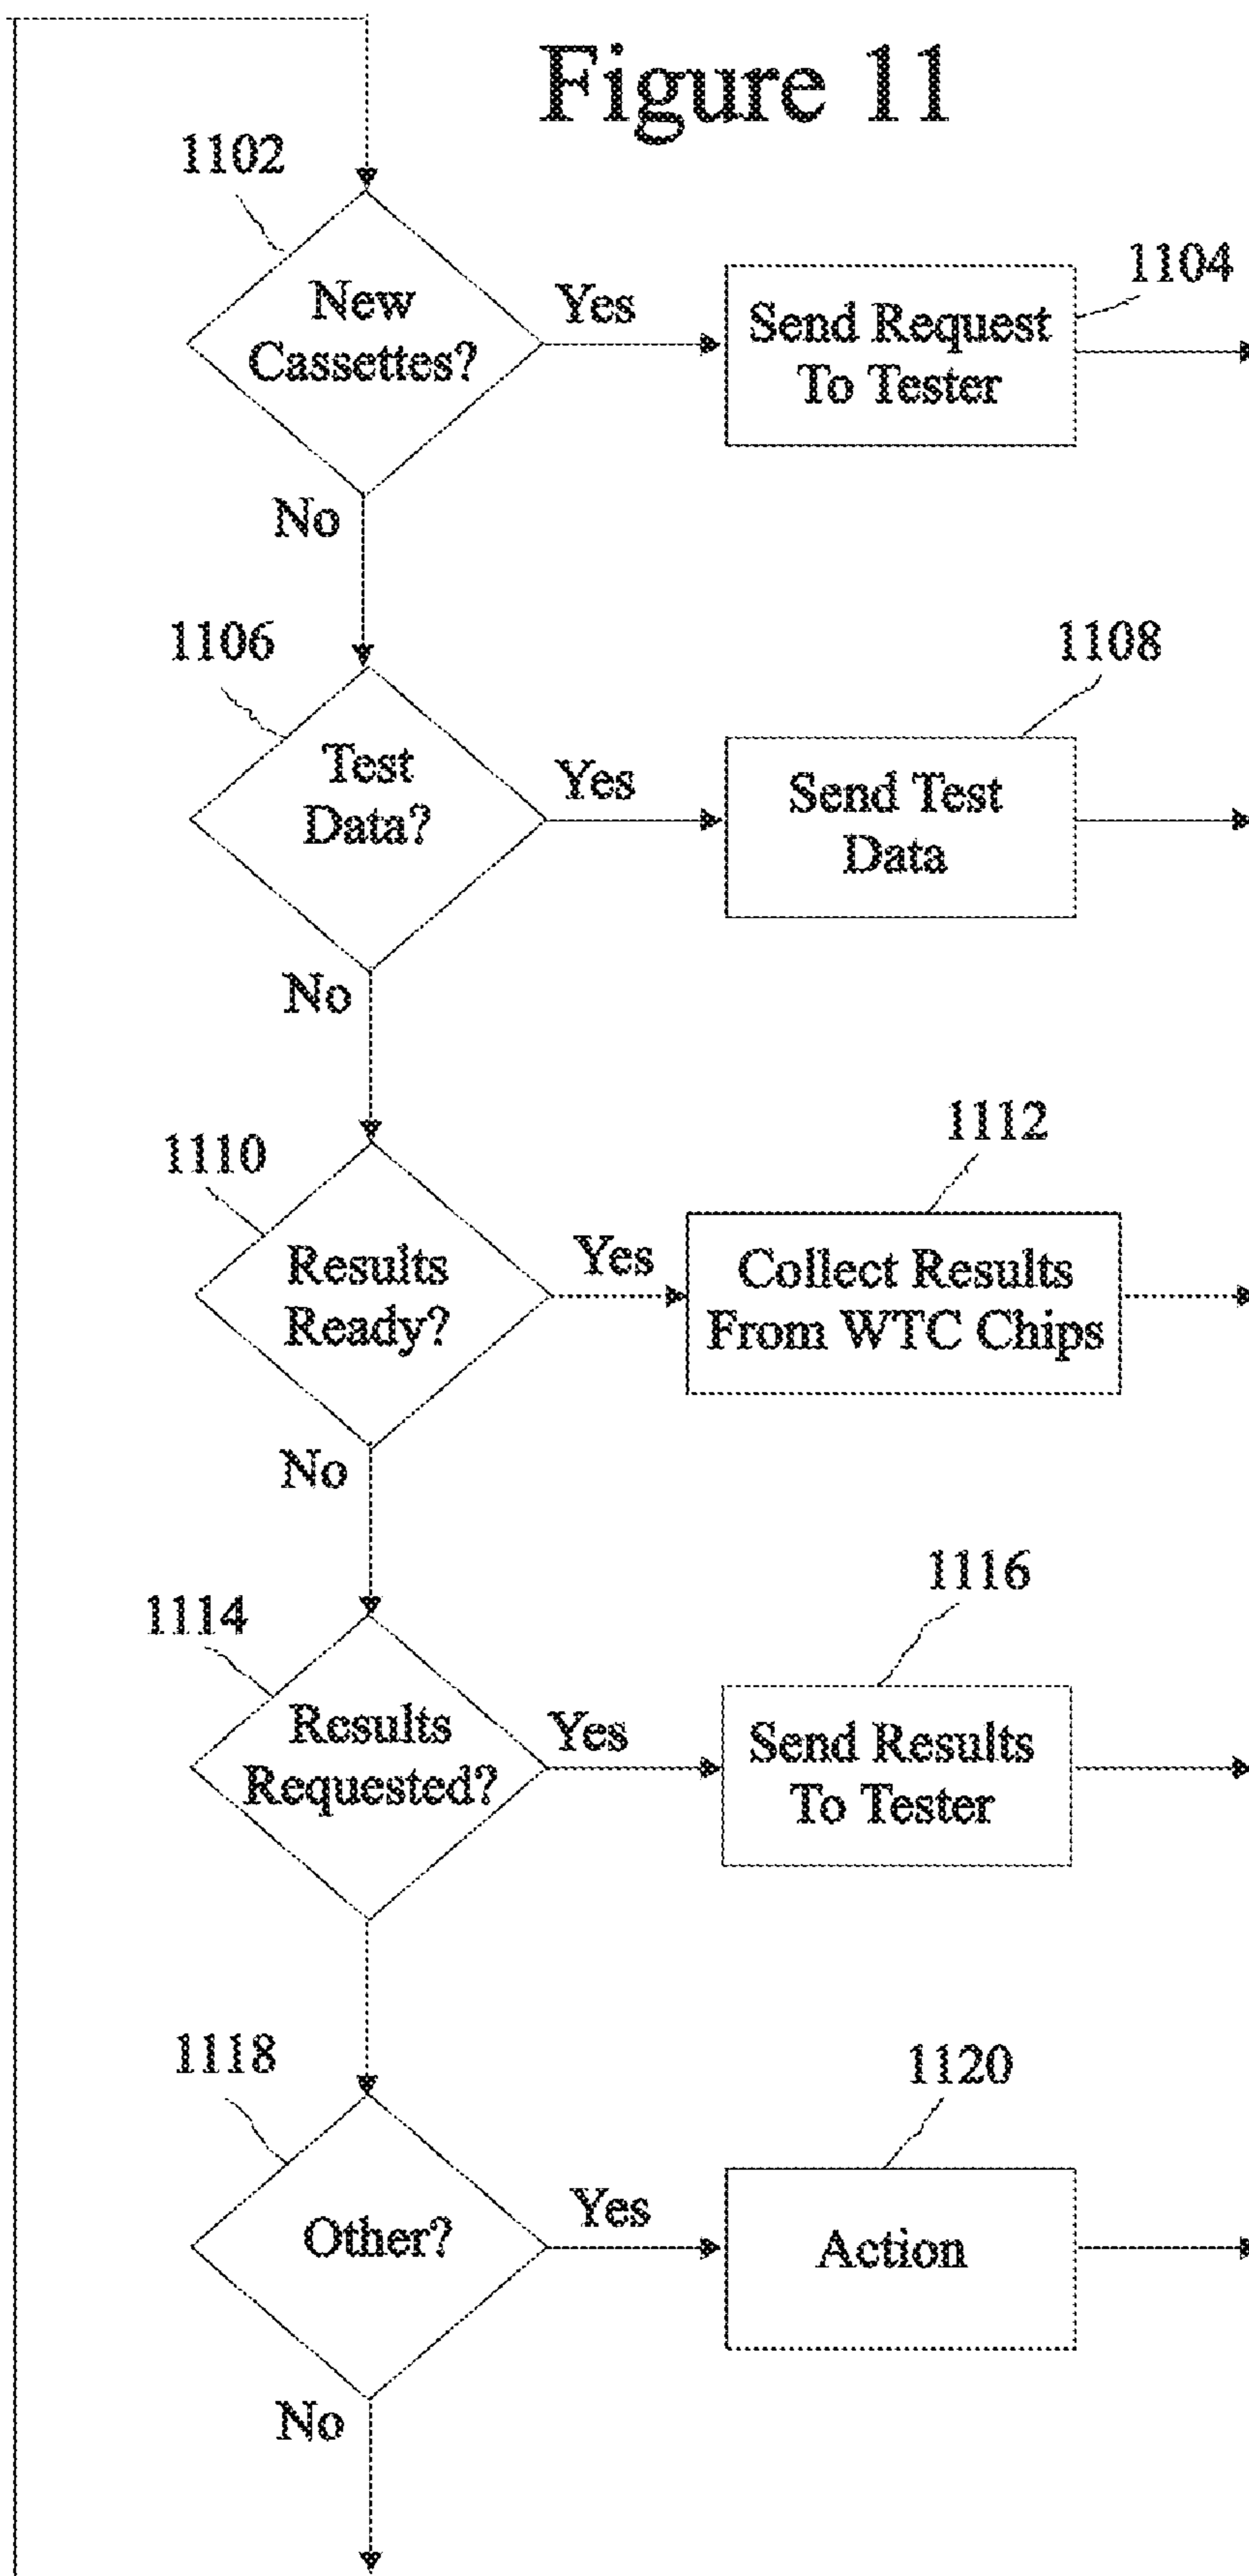 Figure 11
1102
New
Cassettes?
Yes
Send Request
To Tester
1104
No
1106
Test
Data?
Yes
Send Test
Data
1108
No
1110
Results
Ready?
Yes
Collect Results
From WTC Chips
1112
No
1114
Results
Requested?
Yes
Send Results
To Tester
1116
1118
Other?
Yes
Action
1120
No